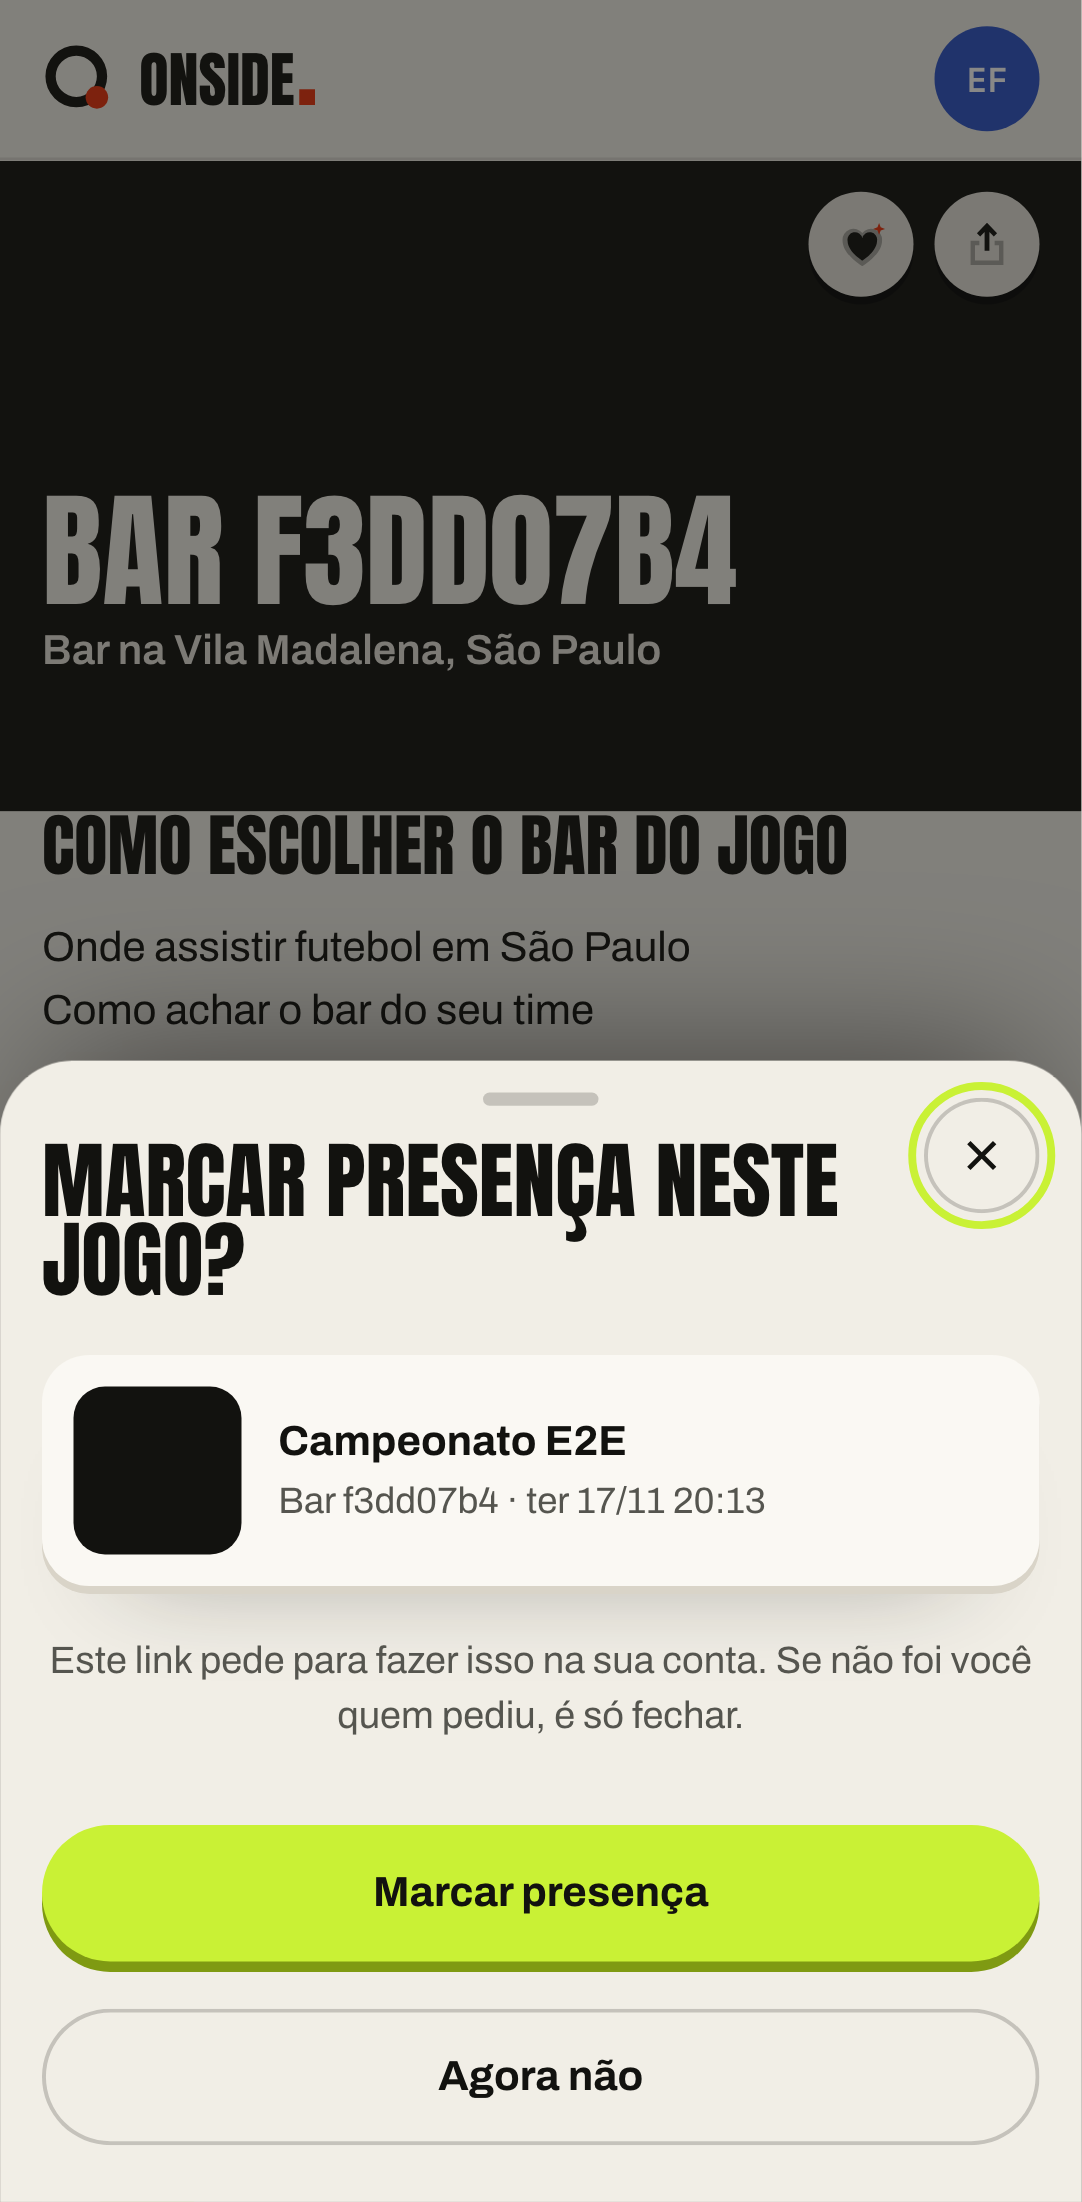 ONSIDE.
EF
BAR F3DD07B4
Bar na Vila Madalena, São Paulo
COMO ESCOLHER O BAR DO JOGO
Onde assistir futebol em São Paulo
Como achar o bar do seu time
MARCAR PRESENÇA NESTE
JOGO?
Campeonato E2E
Bar f3dd07b4 · ter 17/11 20:13
Este link pede para fazer isso na sua conta. Se não foi você
quem pediu, é só fechar.
Marcar presença
Agora não